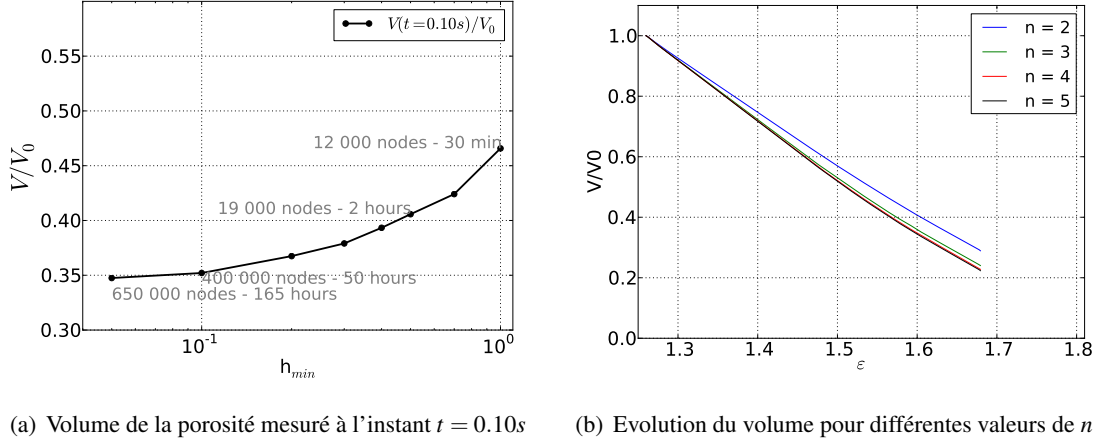 V(t=0.10s)/V0
0.55
0.50
0.45
0.40
0.35
0.30
V/V0
12 000 nodes - 30 min
19 000 nodes - 2 hours
400 000 nodes - 50 hours
650 000 nodes - 165 hours
10^-1
10^0
h_min
(a) Volume de la porosité mesuré à l'instant t = 0.10s
n = 2
n = 3
n = 4
n = 5
1.0
0.8
0.6
0.4
0.2
0.0
V/V0
1.3 1.4 1.5 1.6 1.7 1.8
ε
(b) Evolution du volume pour différentes valeurs de n